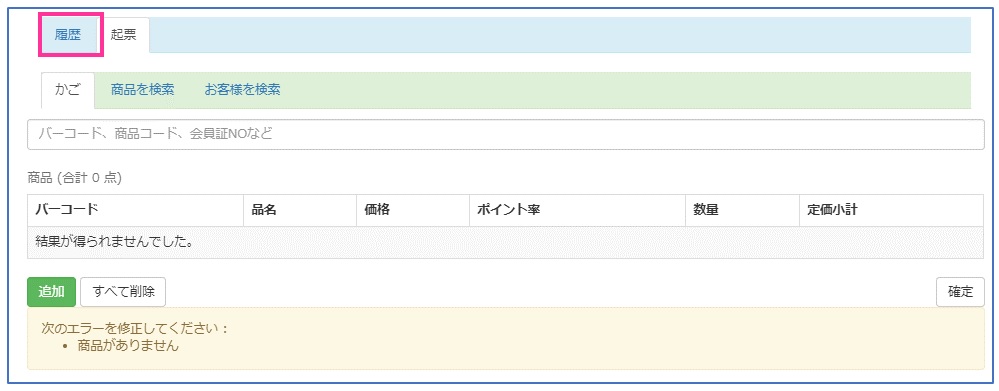 履歴 起票
かご 商品を検索 お客様を検索
バーコード、商品コード、会員証NOなど
商品 (合計 0 点)
バーコード 品名 価格 ポイント率 数量 定価小計
結果が得られませんでした。
追加 すべて削除 確定
次のエラーを修正してください :
• 商品がありません